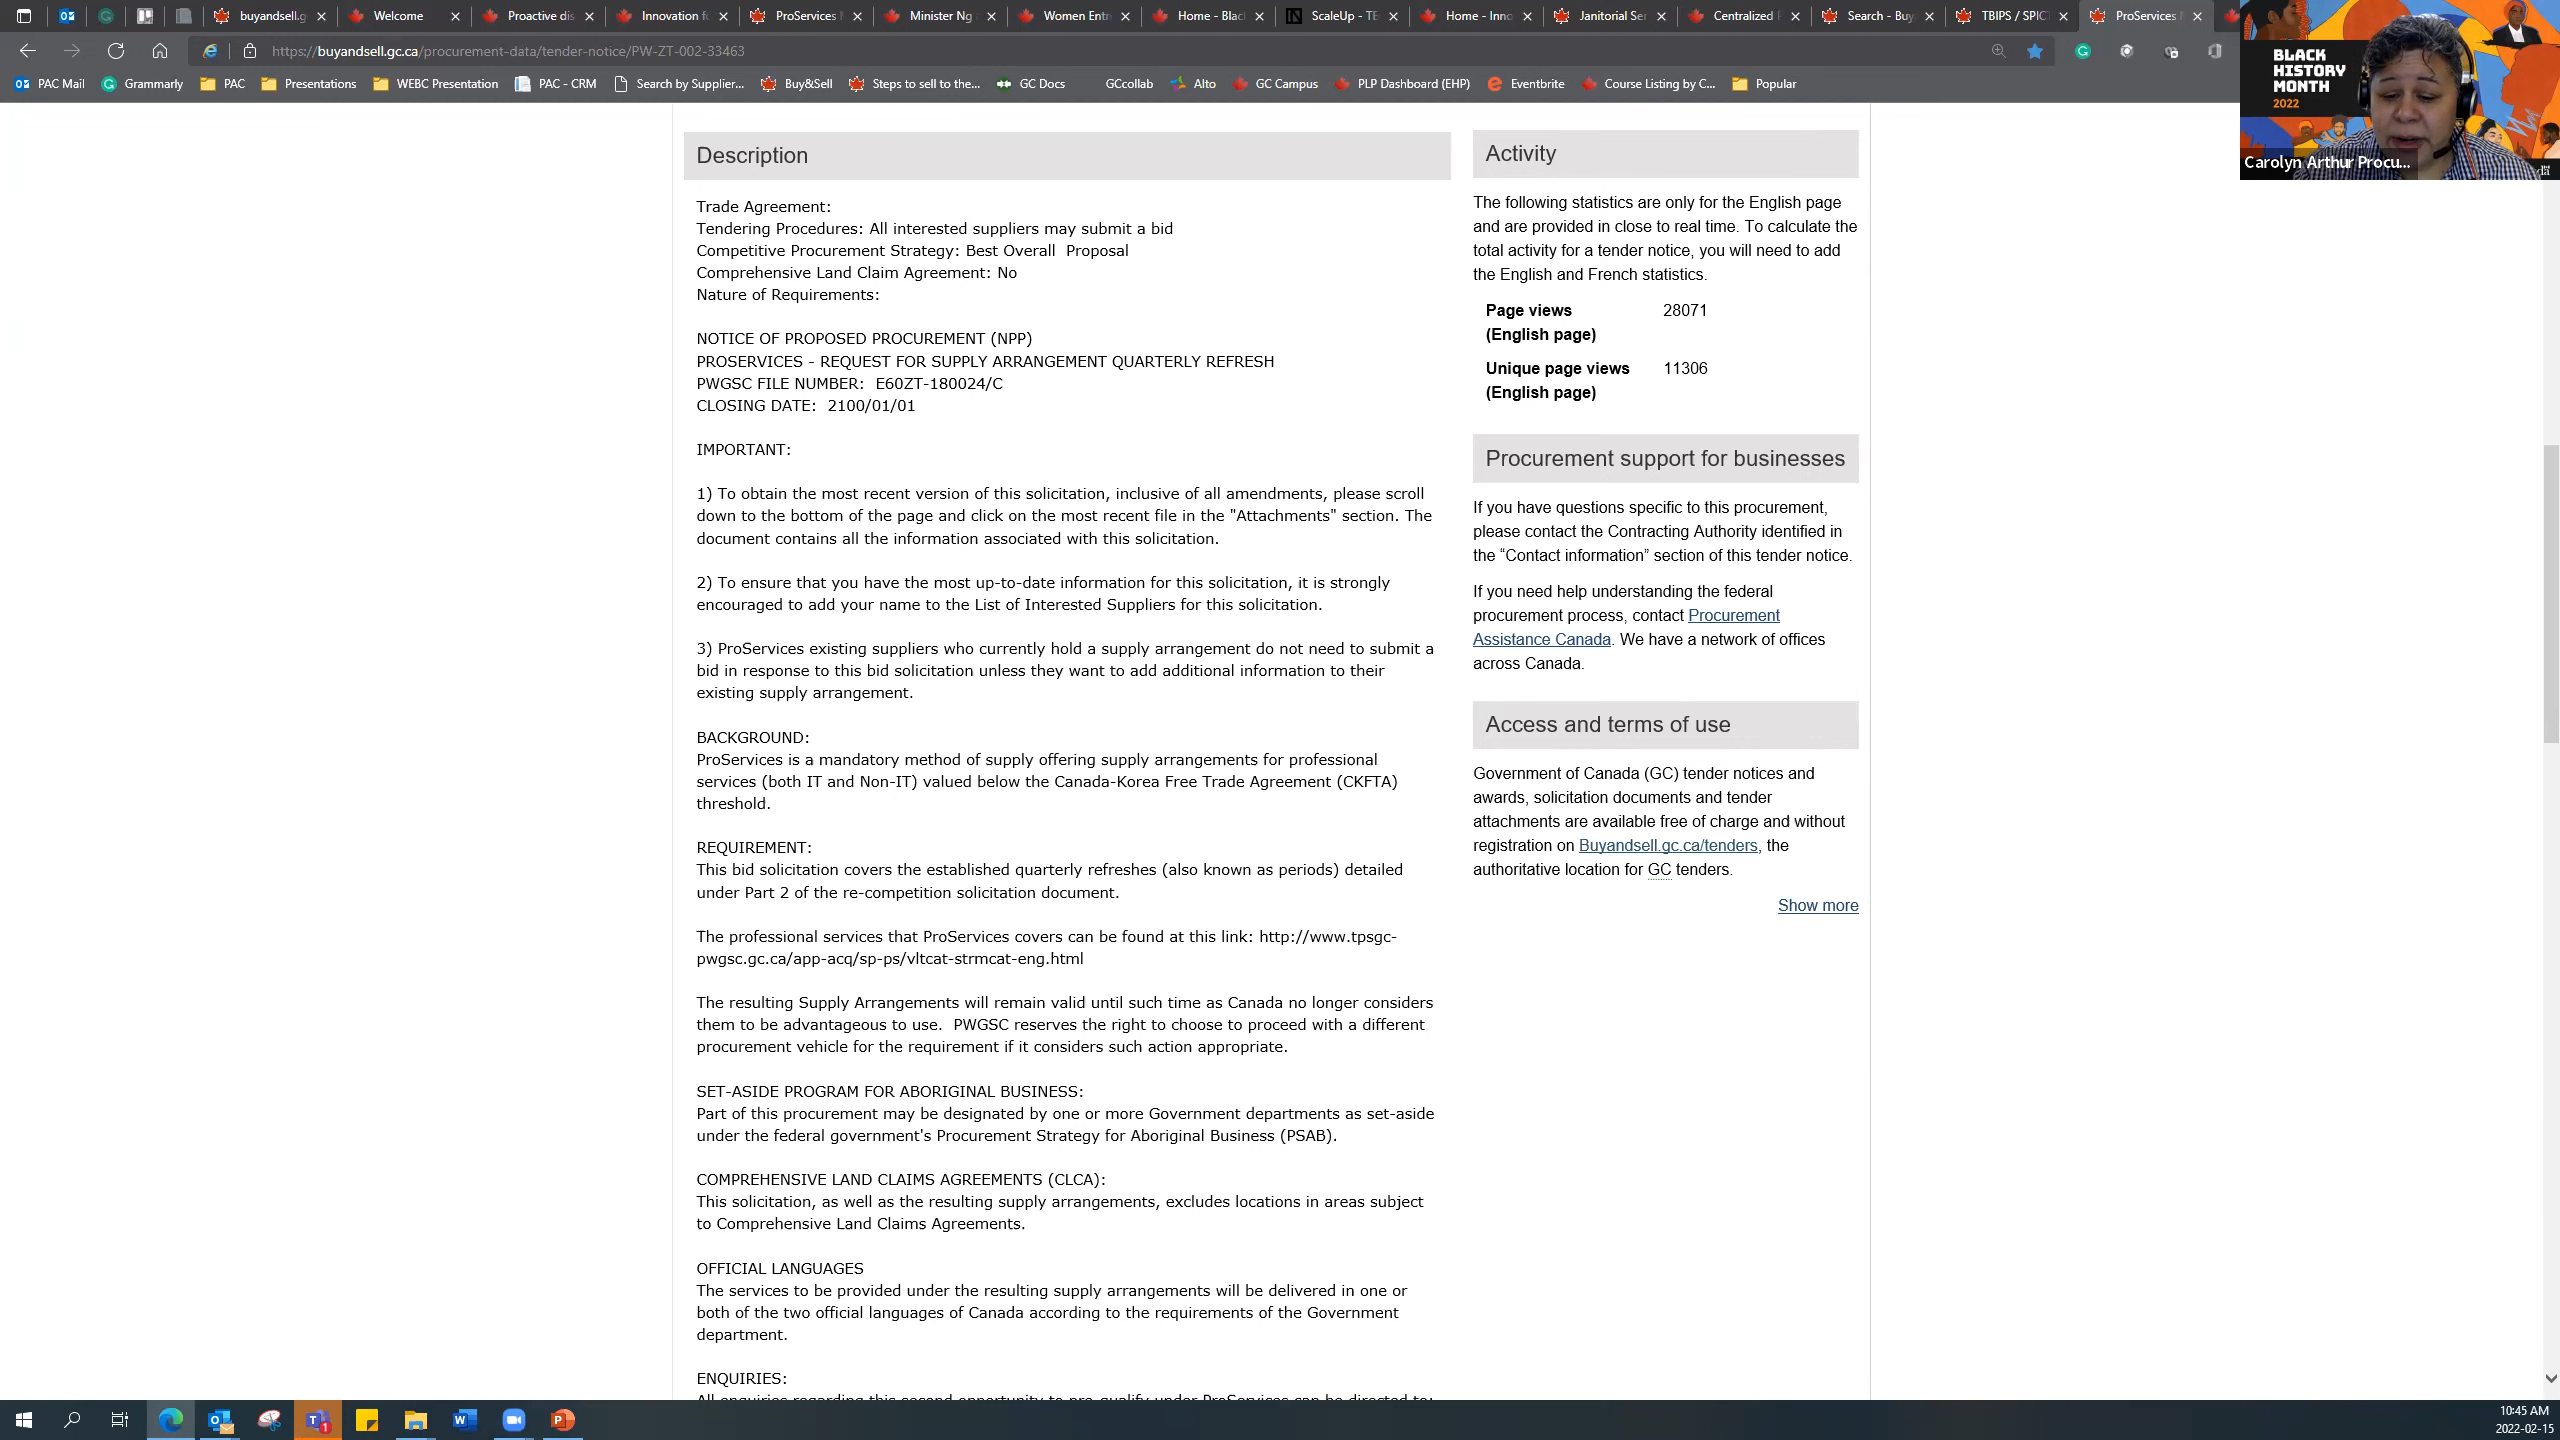 buyandsell.g
Welcome
Proactive dis
Innovation fo
ProServices M
Minister Ng
Women Entr
Home - Blac
ScaleUp - TB
Home - Inno
Janitorial Ser
Centralized P
Search - Buy
TBIPS / SPICT
ProServices
https://buyandsell.gc.ca/procurement-data/tender-notice/PW-ZT-002-33463
PAC Mail
Grammarly
PAC
Presentations
WEBC Presentation
PAC - CRM
Search by Supplier...
Buy&Sell
Steps to sell to the...
GC Docs
GCcollab
Alto
GC Campus
PLP Dashboard (EHP)
Eventbrite
Course Listing by C...
Popular
BLACK
HISTORY
MONTH
2022
Carolyn Arthur Procu...
Description
Trade Agreement:
Tendering Procedures: All interested suppliers may submit a bid
Competitive Procurement Strategy: Best Overall  Proposal
Comprehensive Land Claim Agreement: No
Nature of Requirements:
NOTICE OF PROPOSED PROCUREMENT (NPP)
PROSERVICES - REQUEST FOR SUPPLY ARRANGEMENT QUARTERLY REFRESH
PWGSC FILE NUMBER:  E60ZT-180024/C
CLOSING DATE:  2100/01/01
IMPORTANT:
1) To obtain the most recent version of this solicitation, inclusive of all amendments, please scroll
down to the bottom of the page and click on the most recent file in the "Attachments" section. The
document contains all the information associated with this solicitation.
2) To ensure that you have the most up-to-date information for this solicitation, it is strongly
encouraged to add your name to the List of Interested Suppliers for this solicitation.
3) ProServices existing suppliers who currently hold a supply arrangement do not need to submit a
bid in response to this bid solicitation unless they want to add additional information to their
existing supply arrangement.
BACKGROUND:
ProServices is a mandatory method of supply offering supply arrangements for professional
services (both IT and Non-IT) valued below the Canada-Korea Free Trade Agreement (CKFTA)
threshold.
REQUIREMENT:
This bid solicitation covers the established quarterly refreshes (also known as periods) detailed
under Part 2 of the re-competition solicitation document.
The professional services that ProServices covers can be found at this link: http://www.tpsgc-
pwgsc.gc.ca/app-acq/sp-ps/vltcat-strmcat-eng.html
The resulting Supply Arrangements will remain valid until such time as Canada no longer considers
them to be advantageous to use.  PWGSC reserves the right to choose to proceed with a different
procurement vehicle for the requirement if it considers such action appropriate.
SET-ASIDE PROGRAM FOR ABORIGINAL BUSINESS:
Part of this procurement may be designated by one or more Government departments as set-aside
under the federal government's Procurement Strategy for Aboriginal Business (PSAB).
COMPREHENSIVE LAND CLAIMS AGREEMENTS (CLCA):
This solicitation, as well as the resulting supply arrangements, excludes locations in areas subject
to Comprehensive Land Claims Agreements.
OFFICIAL LANGUAGES
The services to be provided under the resulting supply arrangements will be delivered in one or
both of the two official languages of Canada according to the requirements of the Government
department.
ENQUIRIES:
All enquiries regarding this second opportunity to pre-qualify under ProServices can be directed to:
Activity
The following statistics are only for the English page
and are provided in close to real time. To calculate the
total activity for a tender notice, you will need to add
the English and French statistics.
Page views 28071
(English page)
Unique page views 11306
(English page)
Procurement support for businesses
If you have questions specific to this procurement,
please contact the Contracting Authority identified in
the “Contact information” section of this tender notice.
If you need help understanding the federal
procurement process, contact Procurement
Assistance Canada. We have a network of offices
across Canada.
Access and terms of use
Government of Canada (GC) tender notices and
awards, solicitation documents and tender
attachments are available free of charge and without
registration on Buyandsell.gc.ca/tenders, the
authoritative location for GC tenders.
Show more
10:45 AM
2022-02-15